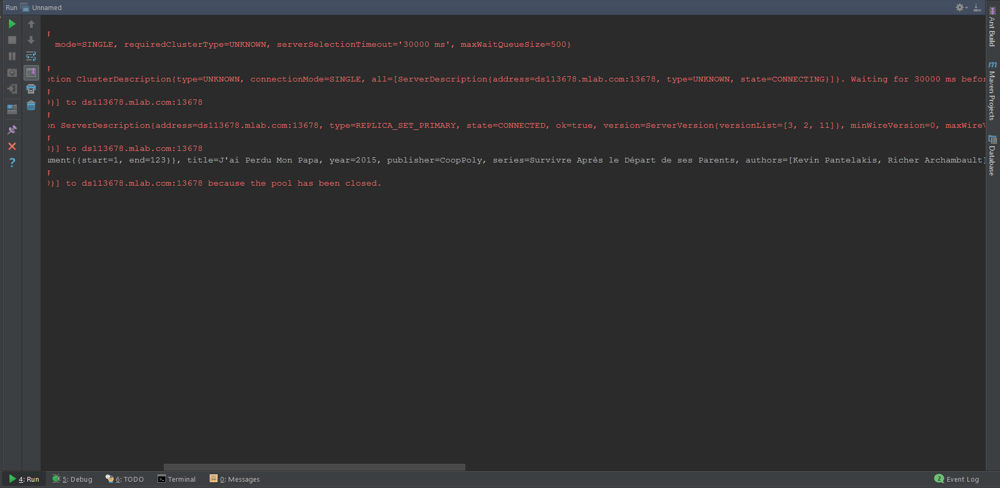 Run Unnamed
mode=SINGLE, requiredClusterType=UNKNOWN, serverSelectionTimeout='30000 ms', maxWaitQueueSize=500}
ption ClusterDescription{type=UNKNOWN, connectionMode=SINGLE, all=[ServerDescription{address=ds113678.mlab.com:13678, type=UNKNOWN, state=CONNECTING}]}. Waiting for 30000 ms befor
}] to ds113678.mlab.com:13678
on ServerDescription{address=ds113678.mlab.com:13678, type=REPLICA_SET_PRIMARY, state=CONNECTED, ok=true, version=ServerVersion{versionList=[3, 2, 11]}, minWireVersion=0, maxWireV
}] to ds113678.mlab.com:13678
ument{{start=1, end=123}}, title=J'ai Perdu Mon Papa, year=2015, publisher=CoopPoly, series=Survivre Après le Départ de ses Parents, authors=[Kevin Pantelakis, Richer Archambault]
}] to ds113678.mlab.com:13678 because the pool has been closed.
Ant Build
m Maven Projects
Database
4: Run 5: Debug 6: TODO Terminal 0: Messages 2 Event Log